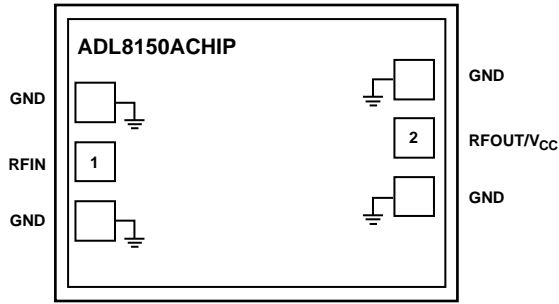 ADL8150ACHIP
GND
GND
RFIN
1
2
RFOUT/VCC
GND
GND